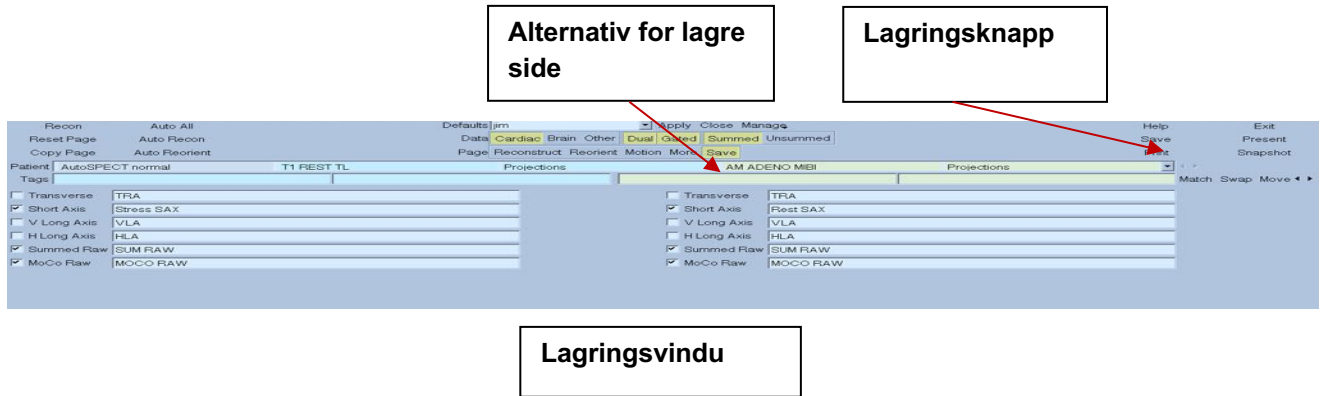 Alternativ for lagre
side
Lagringsknapp
Recon Auto All Defaults jim Apply Close Manage Help Exit
Reset Page Auto Recon Data Cardiac Brain Other Dual Gated Summed Unsummed Save Present
Copy Page Auto Reorient Page Reconstruct Reorient Motion More Save Print Snapshot
Patient AutoSPECT normal T1 REST TL Projections AM ADENO MIBI Projections
Tags Match Swap Move
Transverse TRA Transverse TRA
Short Axis Stress SAX Short Axis Rest SAX
V Long Axis VLA V Long Axis VLA
H Long Axis HLA H Long Axis HLA
Summed Raw SUM RAW Summed Raw SUM RAW
MoCo Raw MOCO RAW MoCo Raw MOCO RAW
Lagringsvindu